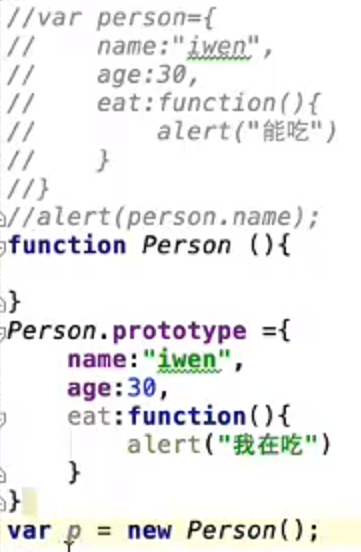 //var person={
//    name:"iwen",
//    age:30,
//    eat:function(){
//        alert("能吃")
//    }
//}
//alert(person.name);
function Person (){

}
Person.prototype ={
    name:"iwen",
    age:30,
    eat:function(){
        alert("我在吃")
    }
}
var p = new Person();